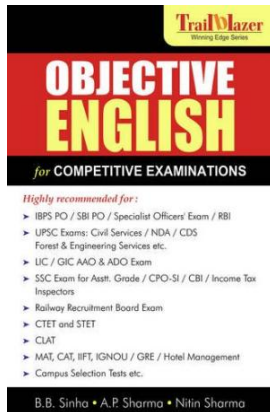 Trailblazer
Winning Edge Series
OBJECTIVE
ENGLISH
for COMPETITIVE EXAMINATIONS
Highly recommended for :
➤ IBPS PO / SBI PO / Specialist Officers' Exam / RBI
➤ UPSC Exams: Civil Services / NDA / CDS
Forest & Engineering Services etc.
➤ LIC / GIC AAO & ADO Exam
➤ SSC Exam for Asstt. Grade / CPO-SI / CBI / Income Tax
Inspectors
➤ Railway Recruitment Board Exam
➤ CTET and STET
➤ CLAT
➤ MAT, CAT, IIFT, IGNOU / GRE / Hotel Management
➤ Campus Selection Tests etc.
B.B. Sinha • A.P. Sharma • Nitin Sharma